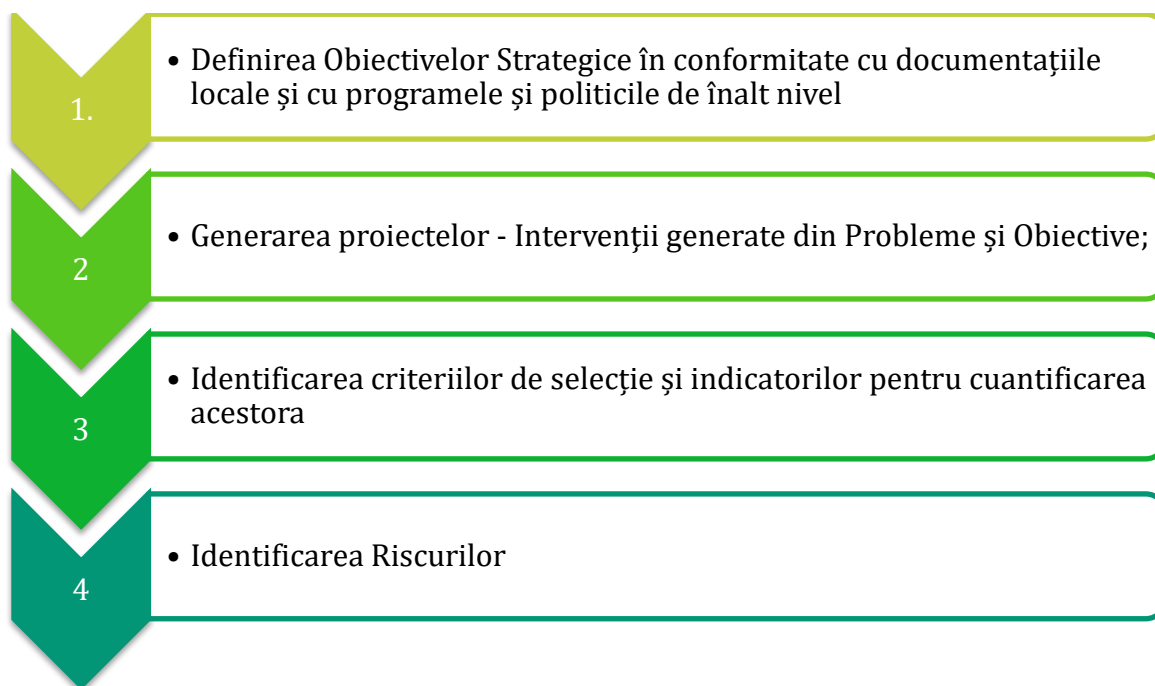 1.
• Definirea Obiectivelor Strategice în conformitate cu documentațiile
locale și cu programele și politicile de înalt nivel
2
• Generarea proiectelor - Intervenții generate din Probleme și Obiective;
3
• Identificarea criteriilor de selecție și indicatorilor pentru cuantificarea
acestora
4
• Identificarea Riscurilor